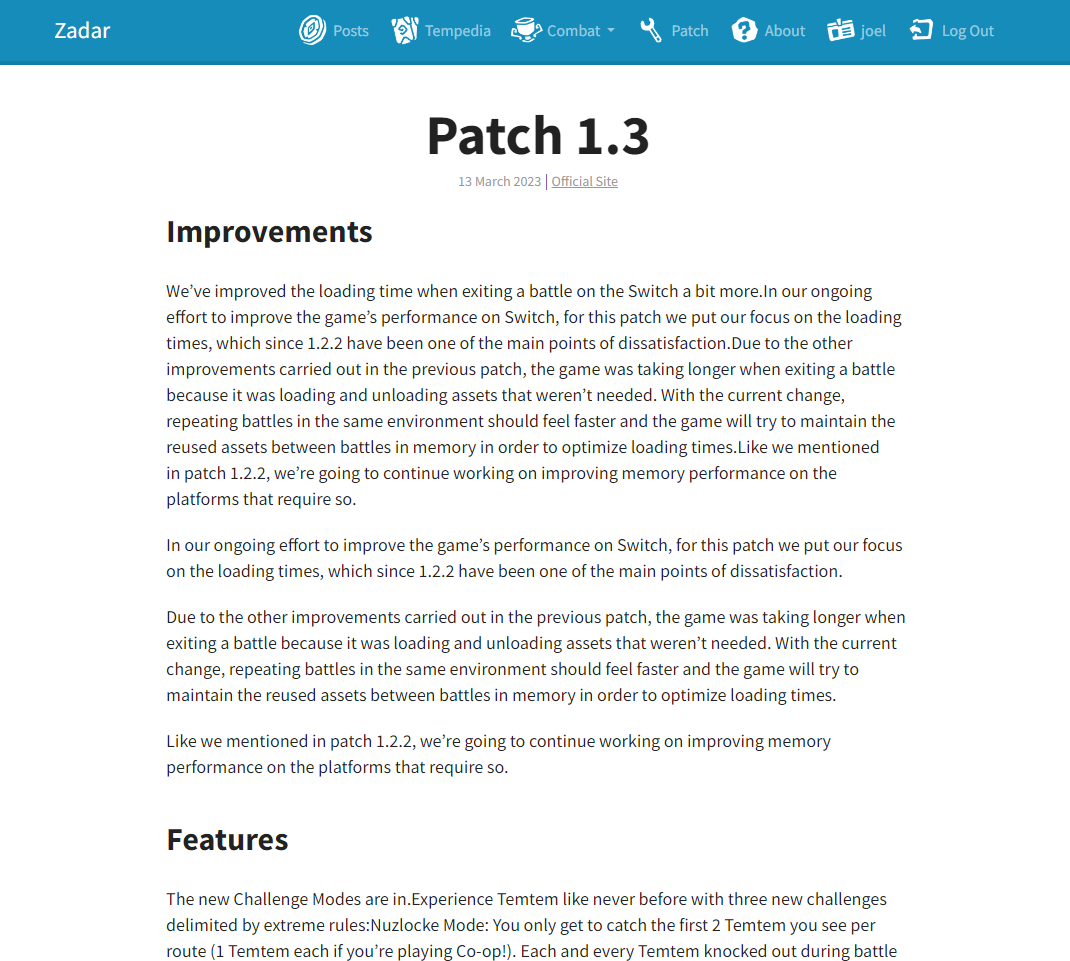 Zadar
Posts
Tempedia
Combat
Patch
About
joel
Log Out
Patch 1.3
13 March 2023 | Official Site
Improvements
We’ve improved the loading time when exiting a battle on the Switch a bit more.In our ongoing
effort to improve the game’s performance on Switch, for this patch we put our focus on the loading
times, which since 1.2.2 have been one of the main points of dissatisfaction.Due to the other
improvements carried out in the previous patch, the game was taking longer when exiting a battle
because it was loading and unloading assets that weren’t needed. With the current change,
repeating battles in the same environment should feel faster and the game will try to maintain the
reused assets between battles in memory in order to optimize loading times.Like we mentioned
in patch 1.2.2, we’re going to continue working on improving memory performance on the
platforms that require so.
In our ongoing effort to improve the game’s performance on Switch, for this patch we put our focus
on the loading times, which since 1.2.2 have been one of the main points of dissatisfaction.
Due to the other improvements carried out in the previous patch, the game was taking longer when
exiting a battle because it was loading and unloading assets that weren’t needed. With the current
change, repeating battles in the same environment should feel faster and the game will try to
maintain the reused assets between battles in memory in order to optimize loading times.
Like we mentioned in patch 1.2.2, we’re going to continue working on improving memory
performance on the platforms that require so.
Features
The new Challenge Modes are in.Experience Temtem like never before with three new challenges
delimited by extreme rules:Nuzlocke Mode: You only get to catch the first 2 Temtem you see per
route (1 Temtem each if you’re playing Co-op!). Each and every Temtem knocked out during battle